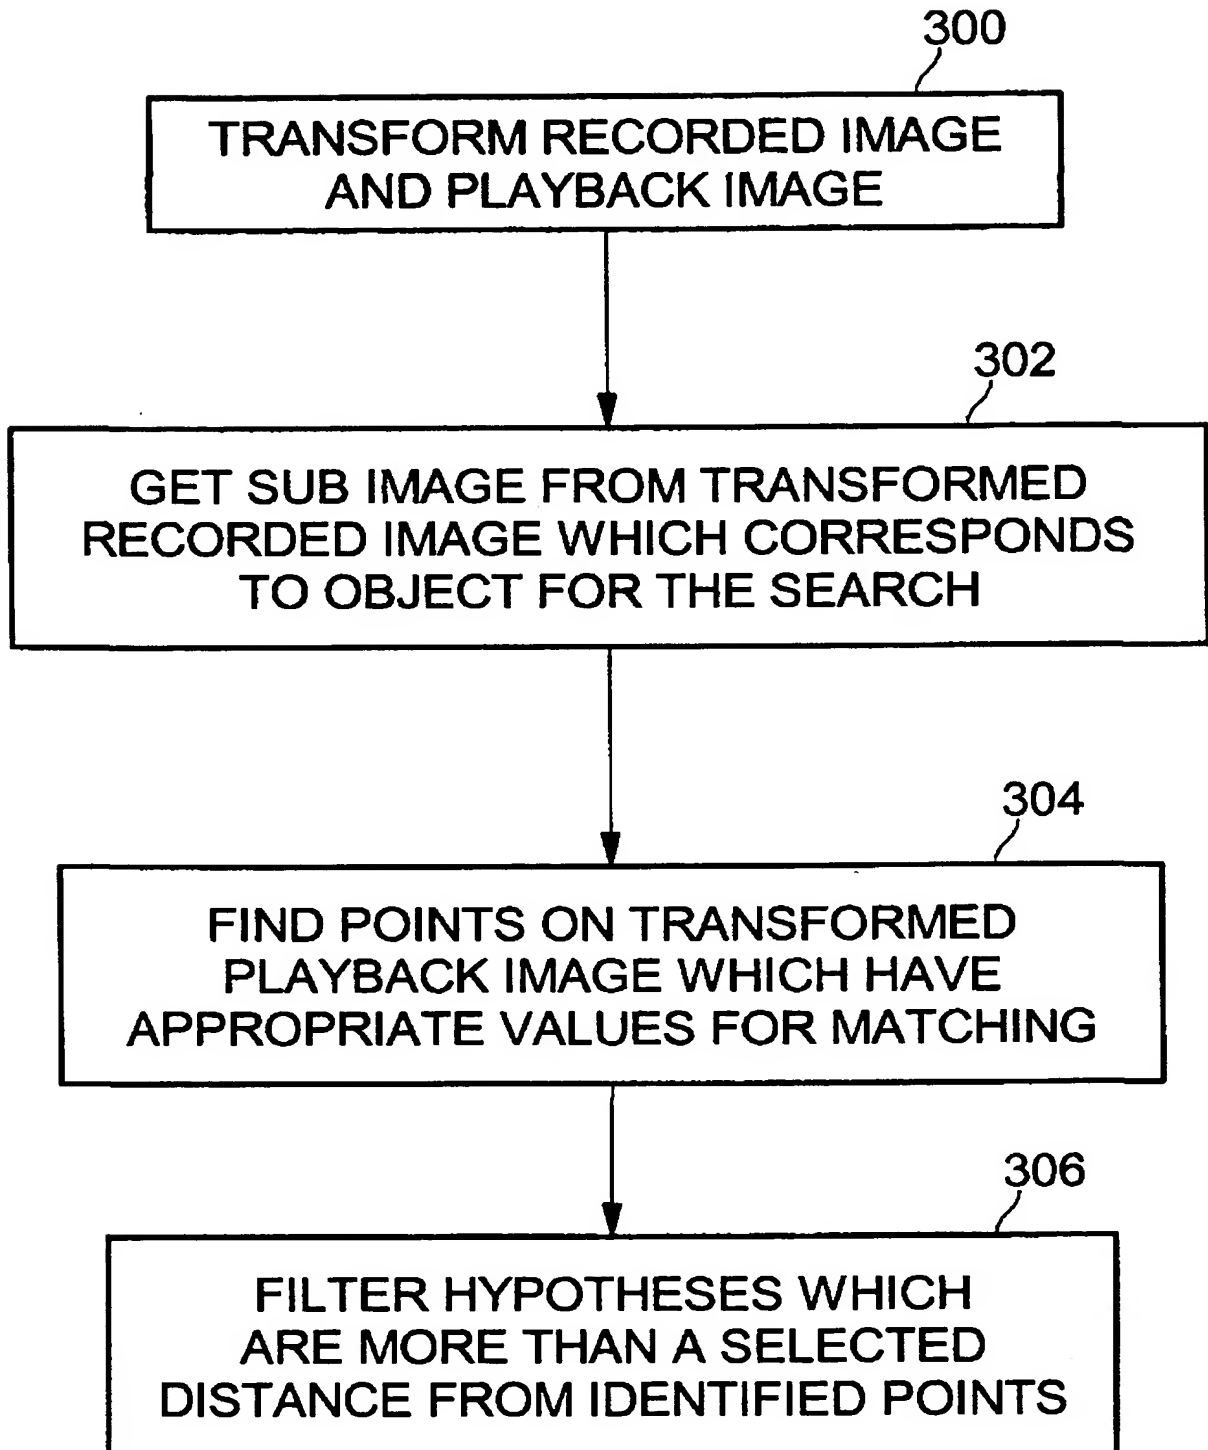 300
TRANSFORM RECORDED IMAGE
AND PLAYBACK IMAGE
302
GET SUB IMAGE FROM TRANSFORMED
RECORDED IMAGE WHICH CORRESPONDS
TO OBJECT FOR THE SEARCH
304
FIND POINTS ON TRANSFORMED
PLAYBACK IMAGE WHICH HAVE
APPROPRIATE VALUES FOR MATCHING
306
FILTER HYPOTHESES WHICH
ARE MORE THAN A SELECTED
DISTANCE FROM IDENTIFIED POINTS